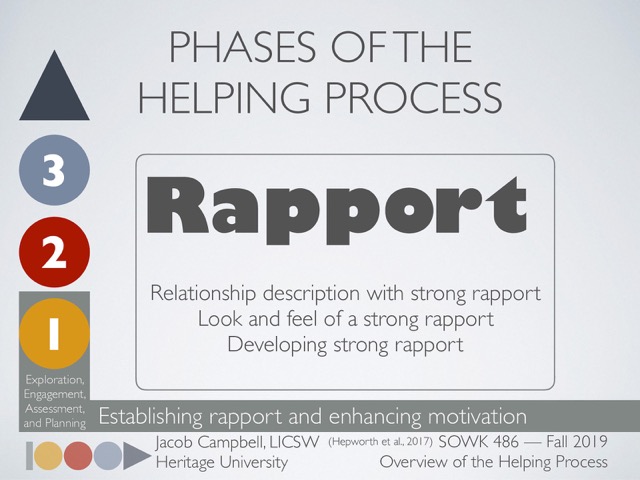 PHASES OF THE
HELPING PROCESS
3
2
1
Exploration,
Engagement,
Assessment,
and Planning
Rapport
Relationship description with strong rapport
Look and feel of a strong rapport
Developing strong rapport
Establishing rapport and enhancing motivation
Jacob Campbell, LICSW
Heritage University
(Hepworth et al., 2017)
SOWK 486 — Fall 2019
Overview of the Helping Process